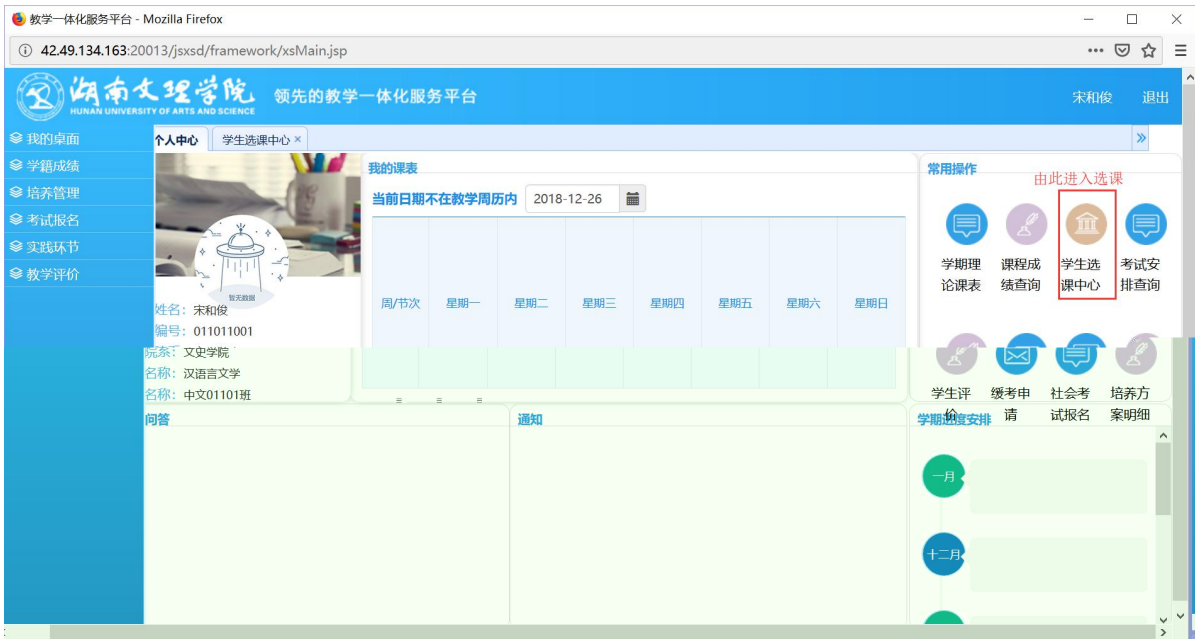 教学一体化服务平台 - Mozilla Firefox
42.49.134.163:20013/jsxsd/framework/xsMain.jsp
湖南文理学院
HUNAN UNIVERSITY OF ARTS AND SCIENCE
领先的教学一体化服务平台
宋和俊 退出
我的桌面
学籍成绩
培养管理
考试报名
实践环节
教学评价
个人中心 学生选课中心 ×
暂无数据
姓名：宋和俊
编号：011011001
院系：文史学院
名称：汉语言文学
名称：中文01101班
我的课表
当前日期不在教学周历内 2018-12-26
周/节次 星期一 星期二 星期三 星期四 星期五 星期六 星期日
常用操作
由此进入选课
学期理论课表
课程成绩查询
学生选课中心
考试安排查询
学生评价
缓考申请
社会考试报名
培养方案明细
问答
通知
学期进度安排
一月
十二月